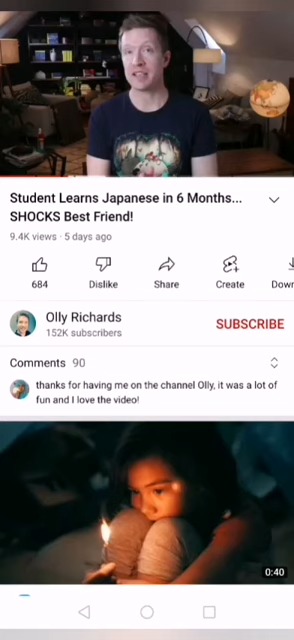 Student Learns Japanese in 6 Months...
SHOCKS Best Friend!
9.4K views · 5 days ago
684
Dislike
Share
Create
Down
Olly Richards
152K subscribers
SUBSCRIBE
Comments 90
thanks for having me on the channel Olly, it was a lot of
fun and I love the video!
0:40